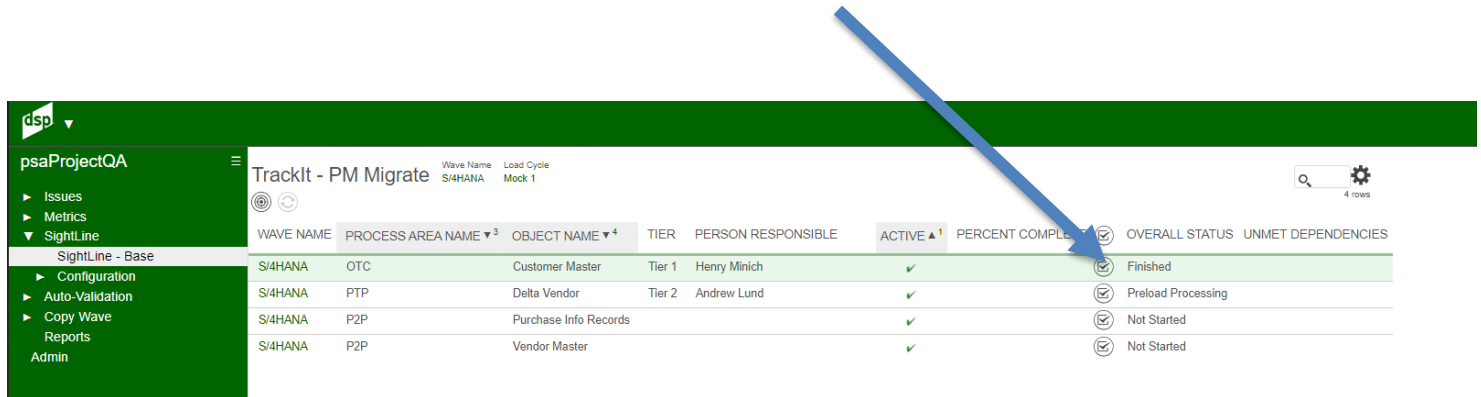 dsp
psaProjectQA
Issues
Metrics
SightLine
SightLine - Base
Configuration
Auto-Validation
Copy Wave
Reports
Admin
TrackIt - PM Migrate
Wave Name Load Cycle
S/4HANA Mock 1
4 rows
WAVE NAME PROCESS AREA NAME ▼3 OBJECT NAME ▼4 TIER PERSON RESPONSIBLE ACTIVE ▲1 PERCENT COMPLE OVERALL STATUS UNMET DEPENDENCIES
S/4HANA OTC Customer Master Tier 1 Henry Minich Finished
S/4HANA PTP Delta Vendor Tier 2 Andrew Lund Preload Processing
S/4HANA P2P Purchase Info Records Not Started
S/4HANA P2P Vendor Master Not Started